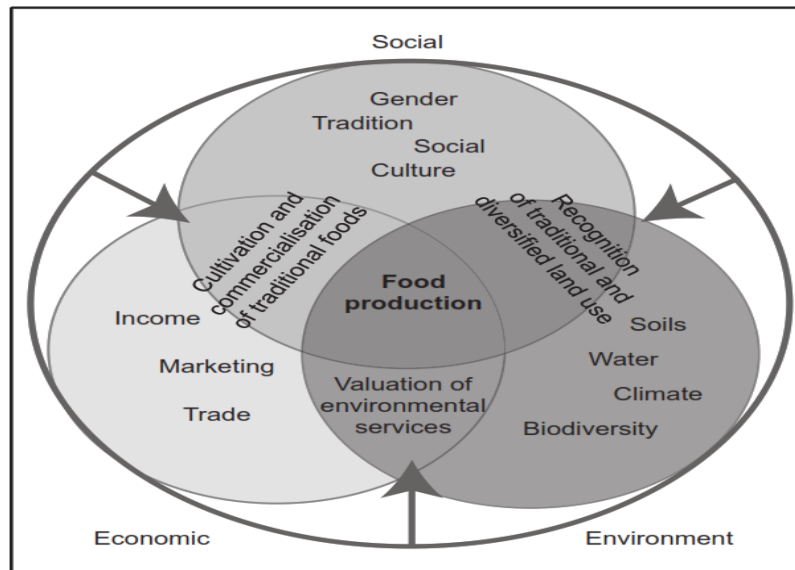 Social
Gender
Tradition
Social
Culture
Cultivation and
commercialisation
of traditional foods
Recognition
of traditional and
diversified land use
Food
production
Income
Marketing
Trade
Valuation of
environmental
services
Soils
Water
Climate
Biodiversity
Economic
Environment